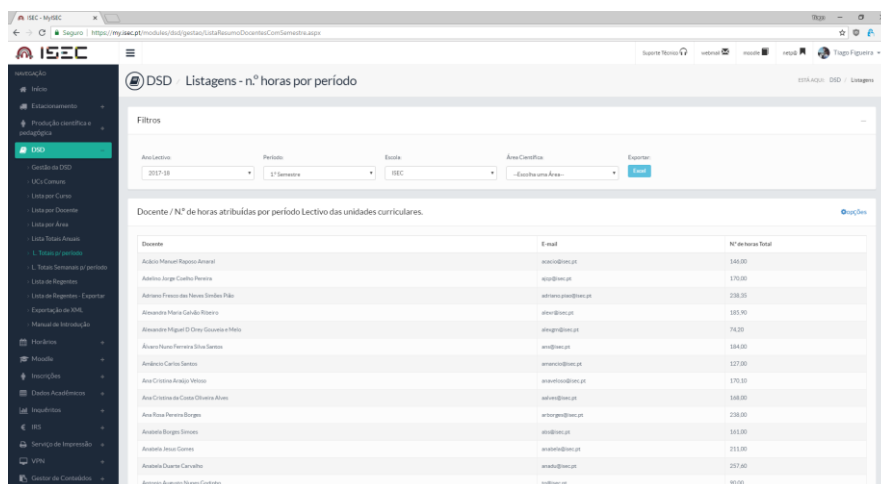 ISEC - MyISEC
Tiago
Seguro | https://my.isec.pt/modules/dsd/gestao/ListaResumoDocentesComSemestre.aspx
ISEC
Suporte Técnico webmail moodle netpa Tiago Figueira
NAVEGAÇÃO
Início
Estacionamento +
Produção científica e pedagógica +
DSD
Gestão da DSD
UCs Comuns
Lista por Curso
Lista por Docente
Lista por Área
Lista Totais Anuais
L. Totais p/ período
L. Totais Semanais p/ período
Lista de Regentes
Lista de Regentes - Exportar
Exportação de XML
Manual de Introdução
Horários +
Moodle +
Inscrições +
Dados Académicos +
Inquéritos +
IRS +
Serviço de Impressão +
VPN +
Gestor de Conteúdos +
DSD / Listagens - n.º horas por período
ESTÁ AQUI: DSD / Listagens
Filtros
Ano Lectivo: Período: Escola: Área Científica: Exportar:
2017-18 1º Semestre ISEC --Escolha uma Área-- Excel
Docente / N.º de horas atribuídas por período Lectivo das unidades curriculares.
opções
Docente E-mail N.º de horas Total
Acácio Manuel Raposo Amaral acacio@isec.pt 146,00
Adelino Jorge Coelho Pereira ajcp@isec.pt 170,00
Adriano Fresco das Neves Simões Pião 238,35
Alexandra Maria Galvão Ribeiro alexr@isec.pt 185,90
Alexandre Miguel D Orey Gouveia e Melo alexgm@isec.pt 74,20
Álvaro Nuno Ferreira Silva Santos ans@isec.pt 184,00
Amâncio Carlos Santos amancio@isec.pt 127,00
Ana Cristina Araújo Veloso anaveloso@isec.pt 170,10
Ana Cristina da Costa Oliveira Alves aalves@isec.pt 168,00
Ana Rosa Pereira Borges arborges@isec.pt 238,00
Anabela Borges Simoes abs@isec.pt 161,00
Anabela Jesus Gomes anabela@isec.pt 211,00
Anabela Duarte Carvalho anadu@isec.pt 257,60
Antonio Augusto Nunes Godinho 90,00